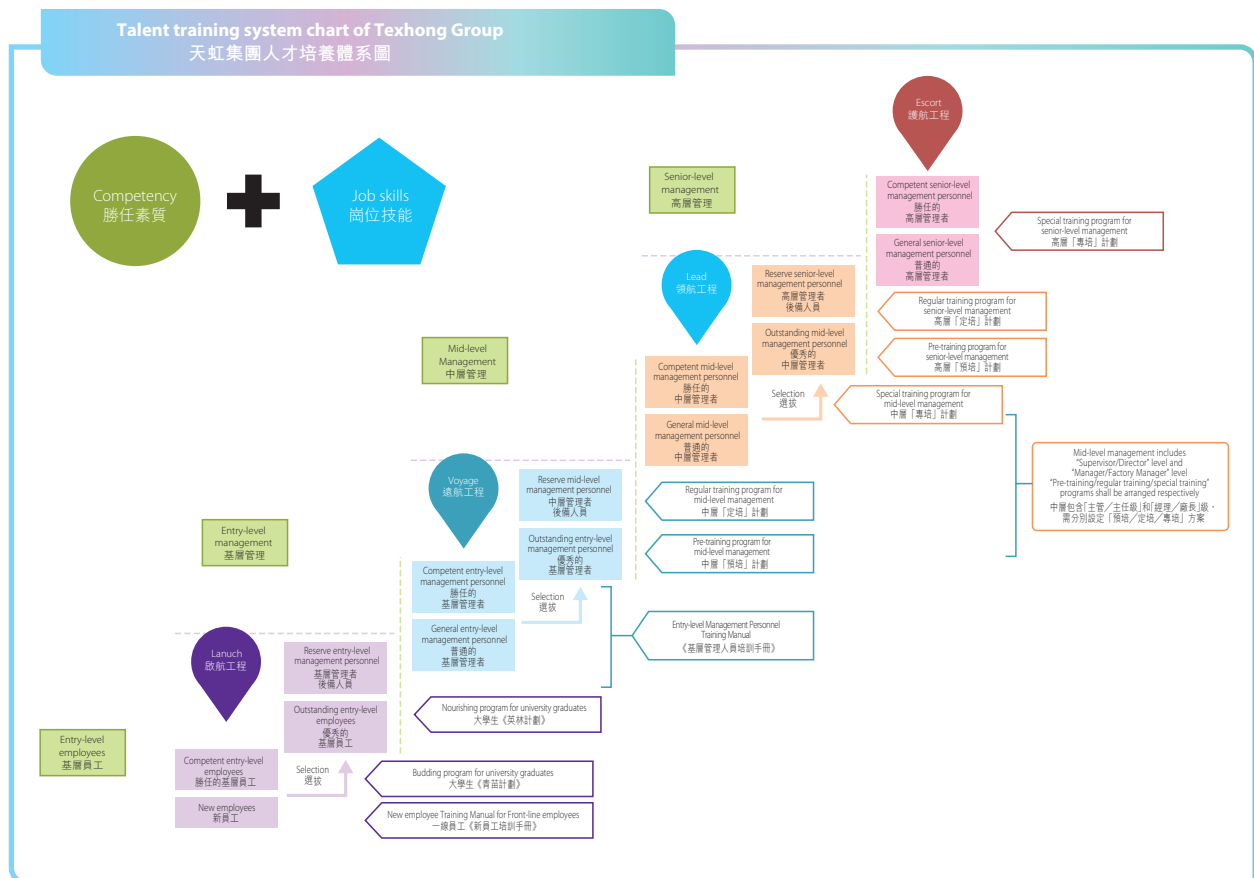 Talent training system chart of Texhong Group
天虹集團人才培養體系圖
Competency
勝任素質
Job skills
崗位技能
Escort
護航工程
Senior-level
management
高層管理
Competent senior-level
management personnel
勝任的
高層管理者
General senior-level
management personnel
普通的
高層管理者
Special training program for
senior-level management
高層「專培」計劃
Lead
領航工程
Reserve senior-level
management personnel
高層管理者
後備人員
Outstanding mid-level
management personnel
優秀的
中層管理者
Regular training program for
senior-level management
高層「定培」計劃
Pre-training program for
senior-level management
高層「預培」計劃
Mid-level
Management
中層管理
Competent mid-level
management personnel
勝任的
中層管理者
General mid-level
management personnel
普通的
中層管理者
Selection
選拔
Special training program for
mid-level management
中層「專培」計劃
Mid-level management includes
"Supervisor/Director" level and
"Manager/Factory Manager" level
"Pre-training/regular training/special training"
programs shall be arranged respectively
中層包含「主管╱主任級」和「經理╱廠長」級，
需分別設定「預培╱定培╱專培」方案
Voyage
遠航工程
Reserve mid-level
management personnel
中層管理者
後備人員
Outstanding entry-level
management personnel
優秀的
基層管理者
Regular training program for
mid-level management
中層「定培」計劃
Pre-training program for
mid-level management
中層「預培」計劃
Entry-level
management
基層管理
Competent entry-level
management personnel
勝任的
基層管理者
General entry-level
management personnel
普通的
基層管理者
Selection
選拔
Entry-level Management Personnel
Training Manual
《基層管理人員培訓手冊》
Lanuch
啟航工程
Reserve entry-level
management personnel
基層管理者
後備人員
Outstanding entry-level
employees
優秀的
基層員工
Nourishing program for university graduates
大學生《英林計劃》
Entry-level
employees
基層員工
Competent entry-level
employees
勝任的基層員工
New employees
新員工
Selection
選拔
Budding program for university graduates
大學生《青苗計劃》
New employee Training Manual for Front-line employees
一線員工《新員工培訓手冊》